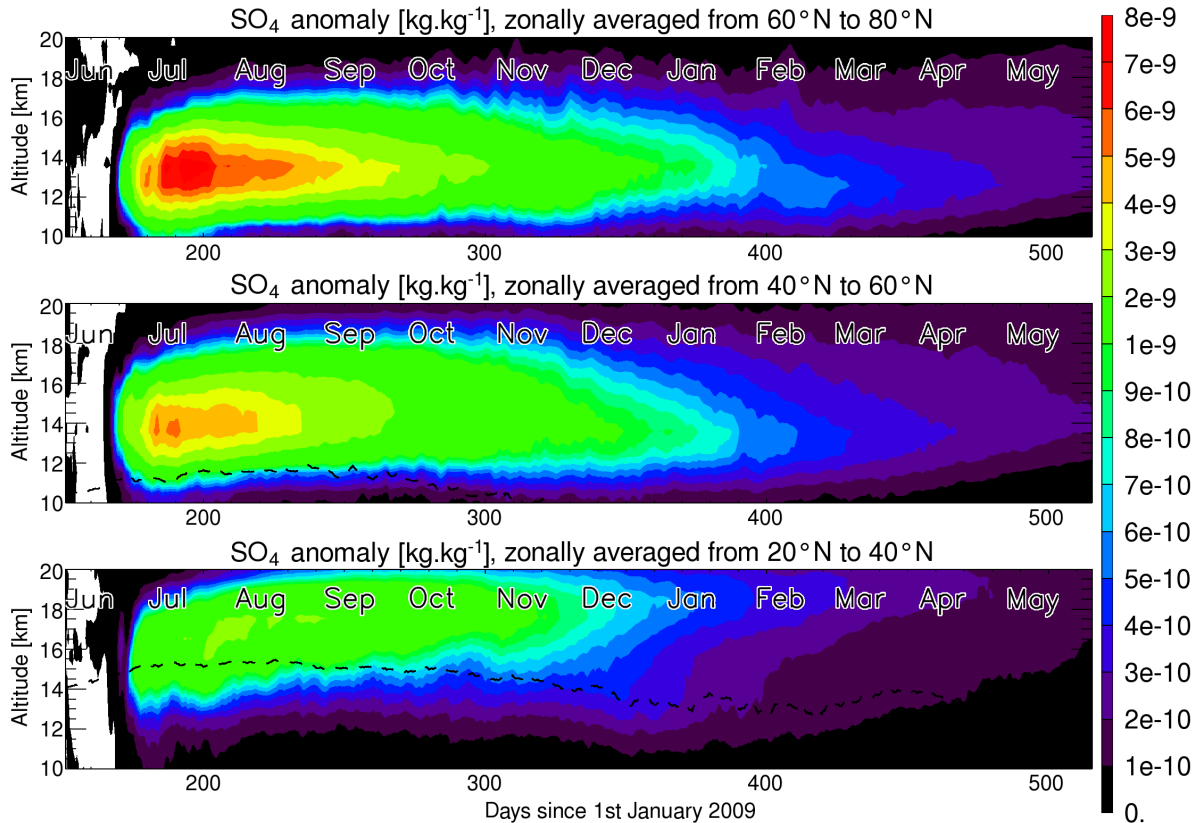 SO4 anomaly [kg.kg-1], zonally averaged from 60°N to 80°N
Altitude [km]
20
18
16
14
12
10
Jun Jul Aug Sep Oct Nov Dec Jan Feb Mar Apr May
200 300 400 500
SO4 anomaly [kg.kg-1], zonally averaged from 40°N to 60°N
Altitude [km]
20
18
16
14
12
10
Jun Jul Aug Sep Oct Nov Dec Jan Feb Mar Apr May
200 300 400 500
SO4 anomaly [kg.kg-1], zonally averaged from 20°N to 40°N
Altitude [km]
20
18
16
14
12
10
Jun Jul Aug Sep Oct Nov Dec Jan Feb Mar Apr May
200 300 400 500
Days since 1st January 2009
8e-9
7e-9
6e-9
5e-9
4e-9
3e-9
2e-9
1e-9
9e-10
8e-10
7e-10
6e-10
5e-10
4e-10
3e-10
2e-10
1e-10
0.